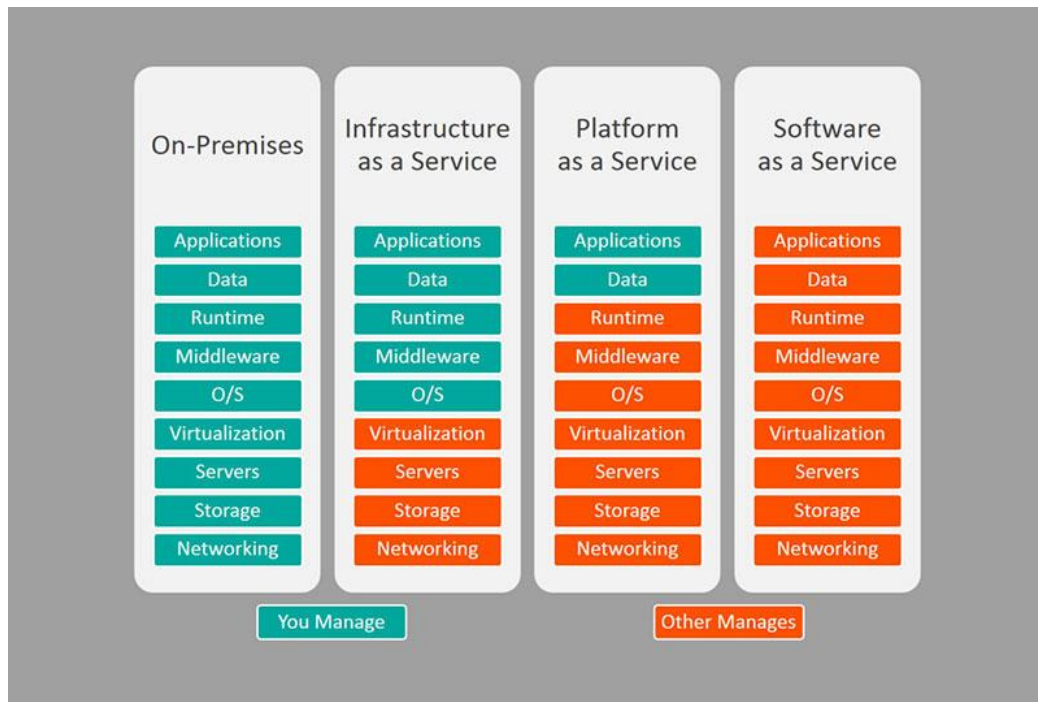 On-Premises
Applications
Data
Runtime
Middleware
O/S
Virtualization
Servers
Storage
Networking
Infrastructure
as a Service
Applications
Data
Runtime
Middleware
O/S
Virtualization
Servers
Storage
Networking
Platform
as a Service
Applications
Data
Runtime
Middleware
O/S
Virtualization
Servers
Storage
Networking
Software
as a Service
Applications
Data
Runtime
Middleware
O/S
Virtualization
Servers
Storage
Networking
You Manage
Other Manages